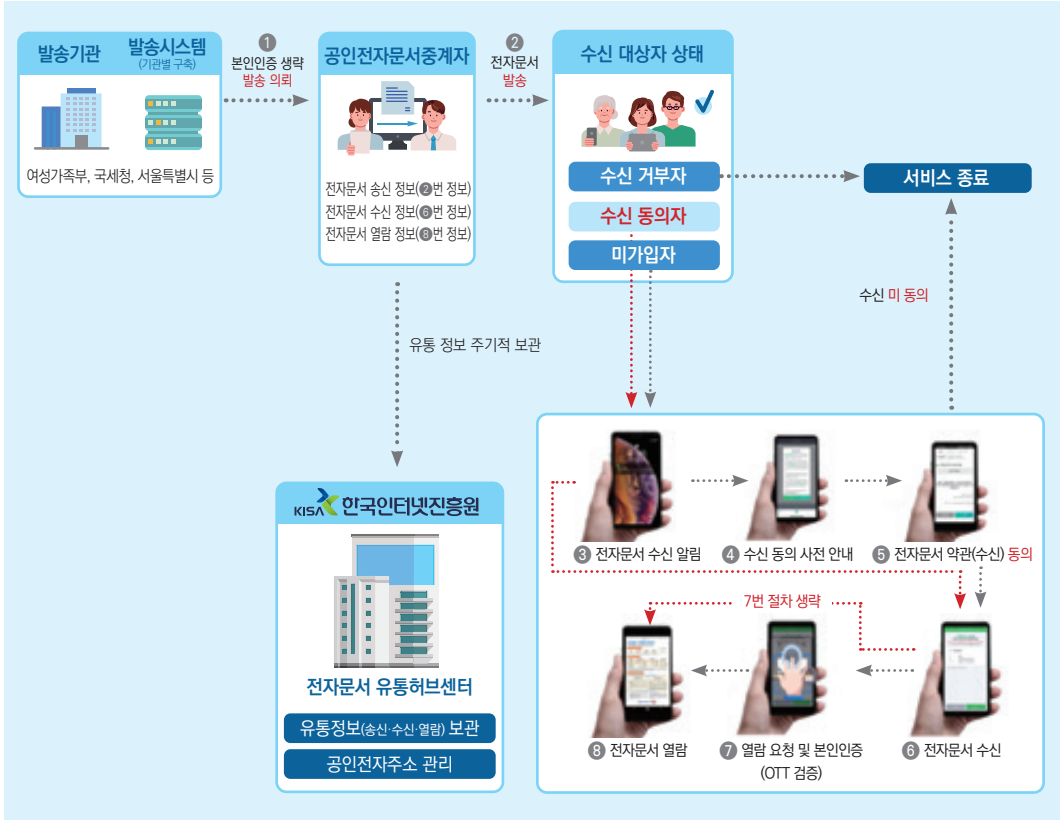 발송기관
발송시스템
(기관별 구축)
여성가족부, 국세청, 서울특별시 등
1
본인인증 생략
발송 의뢰
공인전자문서중계자
전자문서 송신 정보(2번 정보)
전자문서 수신 정보(6번 정보)
전자문서 열람 정보(8번 정보)
2
전자문서
발송
수신 대상자 상태
수신 거부자
수신 동의자
미가입자
서비스 종료
수신 미 동의
유통 정보 주기적 보관
KISA 한국인터넷진흥원
전자문서 유통허브센터
유통정보(송신·수신·열람) 보관
공인전자주소 관리
3 전자문서 수신 알림
4 수신 동의 사전 안내
5 전자문서 약관(수신) 동의
7번 절차 생략
8 전자문서 열람
7 열람 요청 및 본인인증
(OTT 검증)
6 전자문서 수신